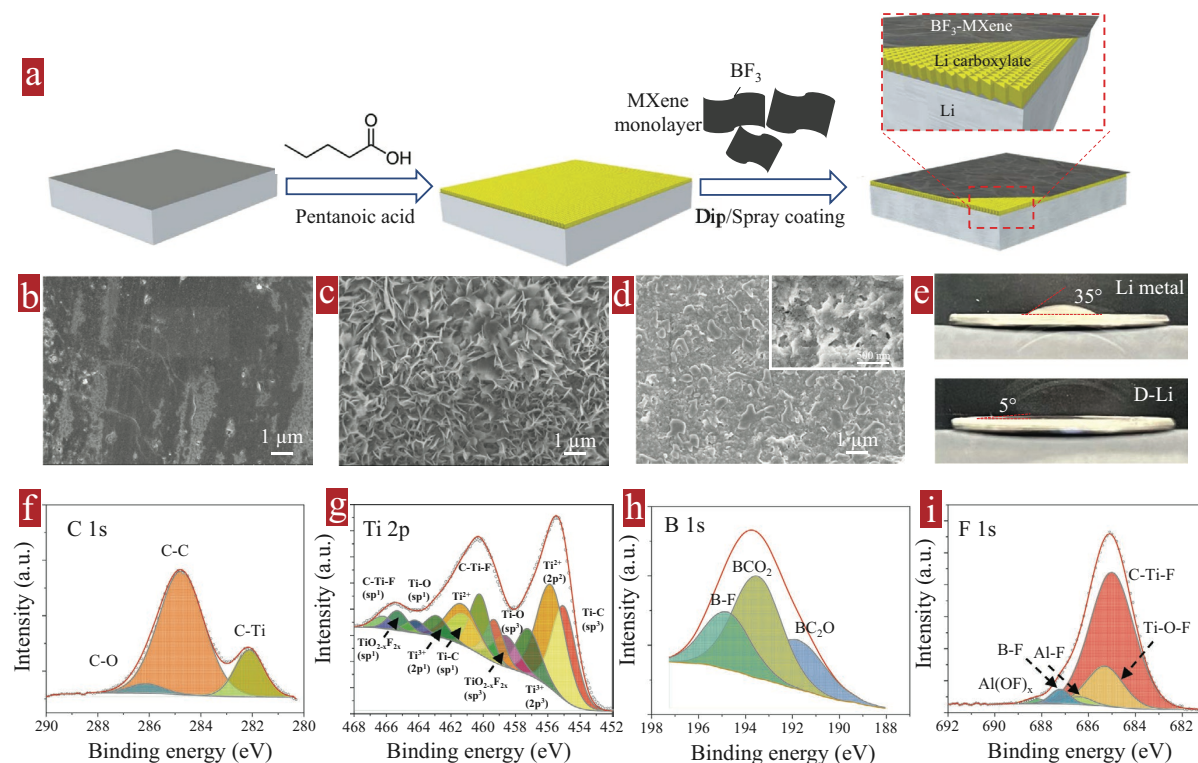 a
BF₃-MXene
Li carboxylate
Li
O
OH
Pentanoic acid
BF₃
MXene
monolayer
Dip/Spray coating
b
1 µm
c
1 µm
d
500 nm
1 µm
e
Li metal
35°
D-Li
5°
f
C 1s
C-C
C-Ti
C-O
Intensity (a.u.)
290 288 286 284 282 280
Binding energy (eV)
g
Ti 2p
C-Ti-F
(sp¹)
Ti-O
(sp¹)
C-Ti-F
Ti²⁺
(2p²)
Ti²⁺
Ti-O
(sp³)
Ti-C
(sp³)
TiO₂₋ₓF₂ₓ
(sp¹)
Ti³⁺
(2p¹)
Ti-C
(sp¹)
TiO₂₋ₓF₂ₓ
(sp³)
Ti³⁺
(2p³)
Intensity (a.u.)
468 466 464 462 460 458 456 454 452
Binding energy (eV)
h
B 1s
BCO₂
B-F
BC₂O
Intensity (a.u.)
198 196 194 192 190 188
Binding energy (eV)
i
F 1s
C-Ti-F
Ti-O-F
B-F
Al-F
Al(OF)ₓ
Intensity (a.u.)
692 690 688 686 684 682
Binding energy (eV)